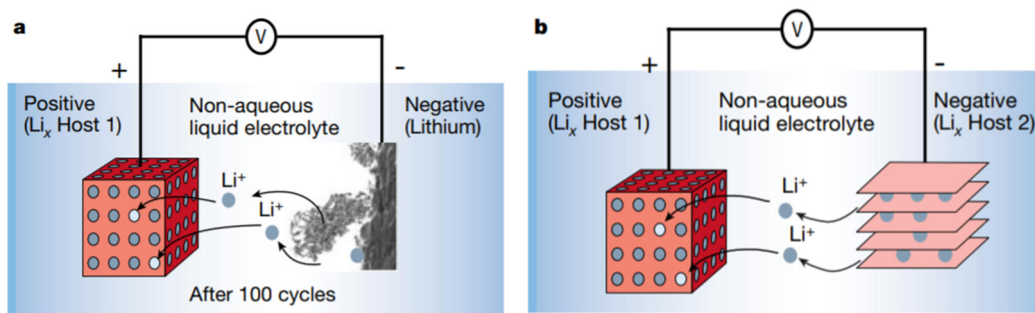 a
V
+
-
Positive
(Liₓ Host 1)
Non-aqueous
liquid electrolyte
Negative
(Lithium)
Li⁺
Li⁺
After 100 cycles
b
V
+
-
Positive
(Liₓ Host 1)
Non-aqueous
liquid electrolyte
Negative
(Liₓ Host 2)
Li⁺
Li⁺